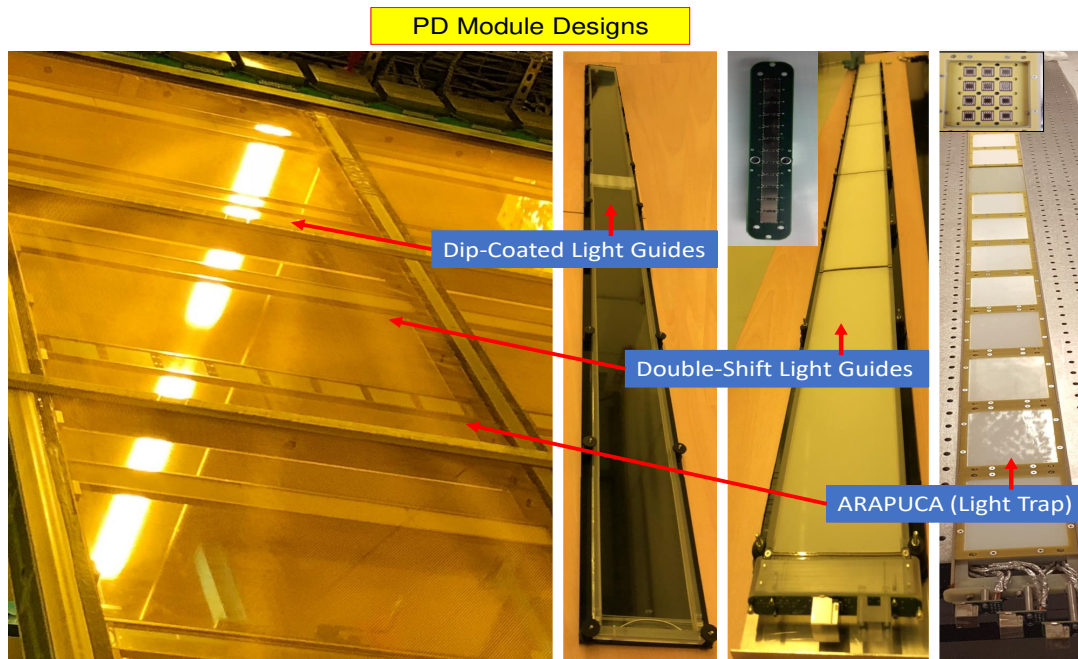 PD Module Designs
Dip-Coated Light Guides
Double-Shift Light Guides
ARAPUCA (Light Trap)